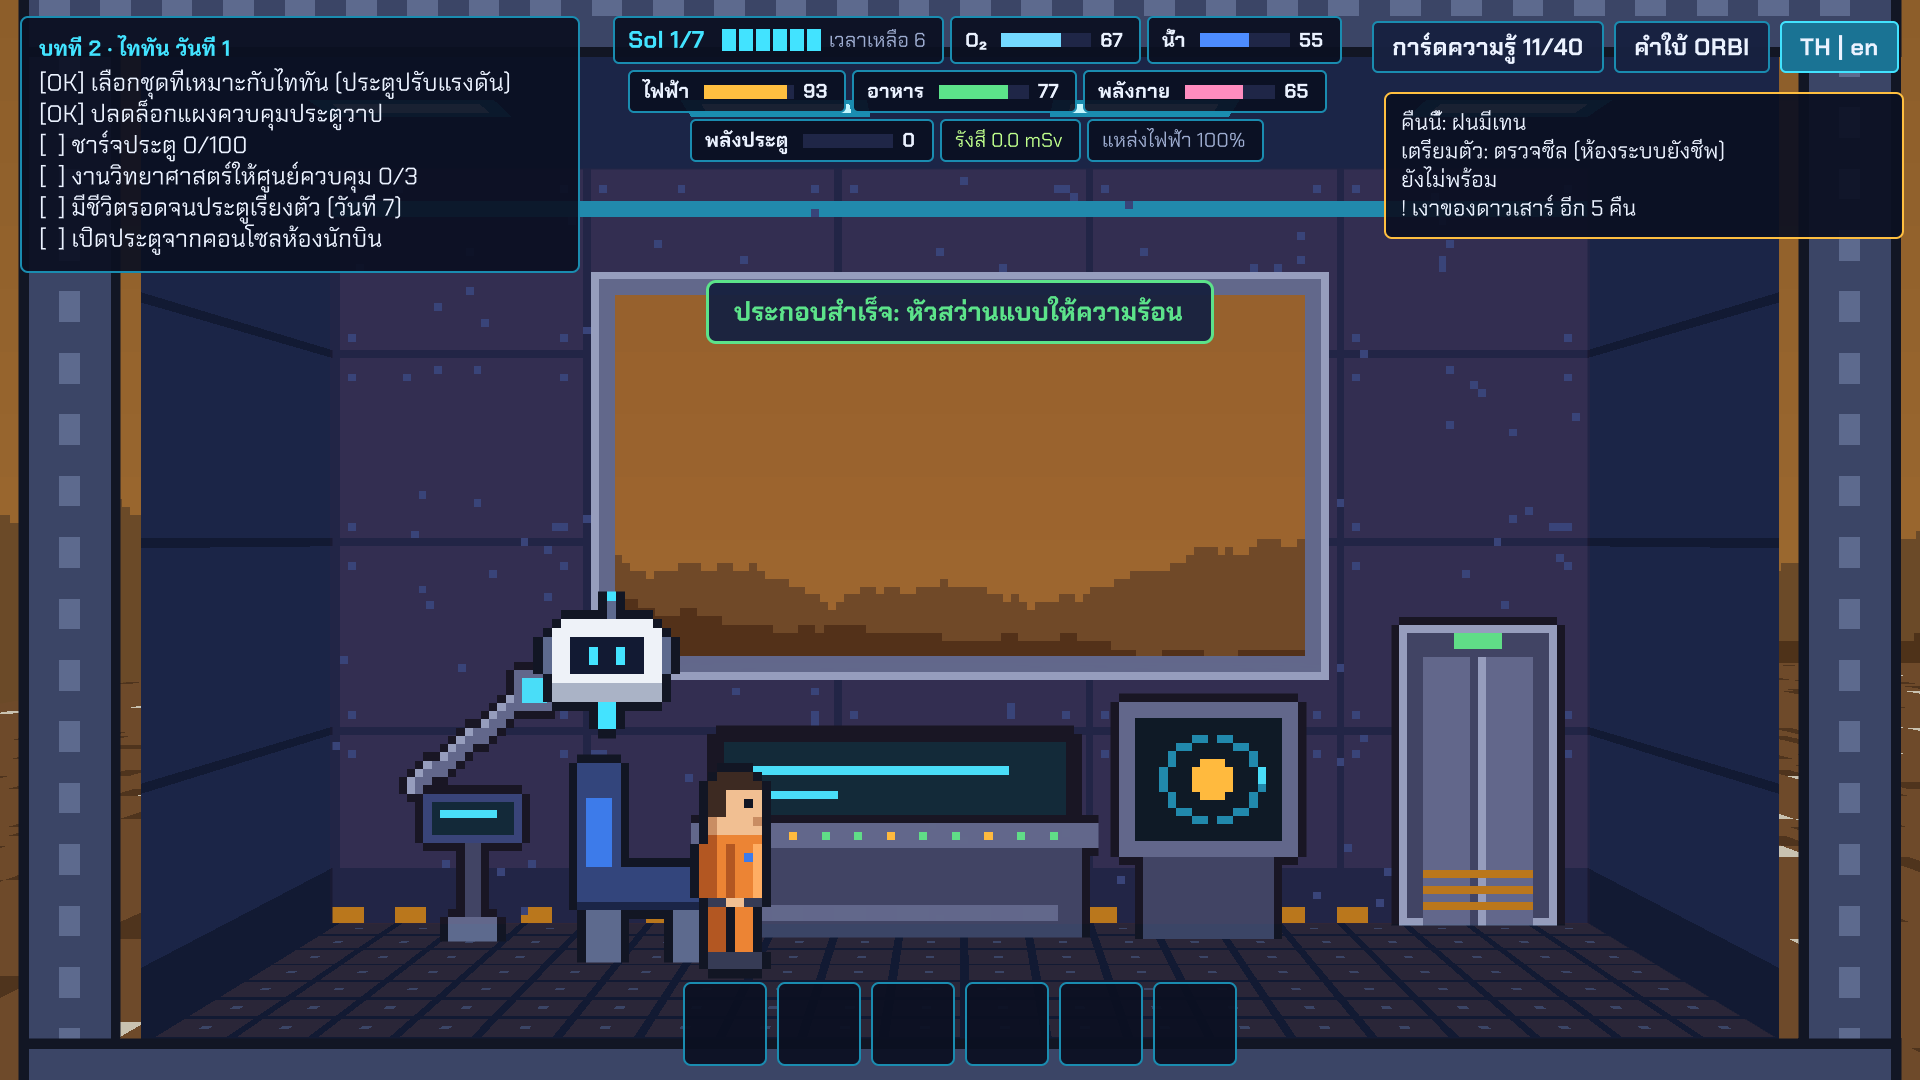 บทที่ 2 · ไททัน วันที่ 1
[OK] เลือกชุดที่เหมาะกับไททัน (ประตูปรับแรงดัน)
[OK] ปลดล็อกแผงควบคุมประตูวาป
[ ] ชาร์จประตู 0/100
[ ] งานวิทยาศาสตร์ให้ศูนย์ควบคุม 0/3
[ ] มีชีวิตรอดจนประตูเรียงตัว (วันที่ 7)
[ ] เปิดประตูจากคอนโซลห้องนักบิน
Sol 1/7 เวลาเหลือ 6
O₂ 67
น้ำ 55
ไฟฟ้า 93
อาหาร 77
พลังกาย 65
พลังประตู 0
รังสี 0.0 mSv
แหล่งไฟฟ้า 100%
การ์ดความรู้ 11/40
คำใบ้ ORBI
TH | en
คืนนี้: ฝนมีเทน
เตรียมตัว: ตรวจซีล (ห้องระบบยังชีพ)
ยังไม่พร้อม
! เงาของดาวเสาร์ อีก 5 คืน
ประกอบสำเร็จ: หัวสว่านแบบให้ความร้อน